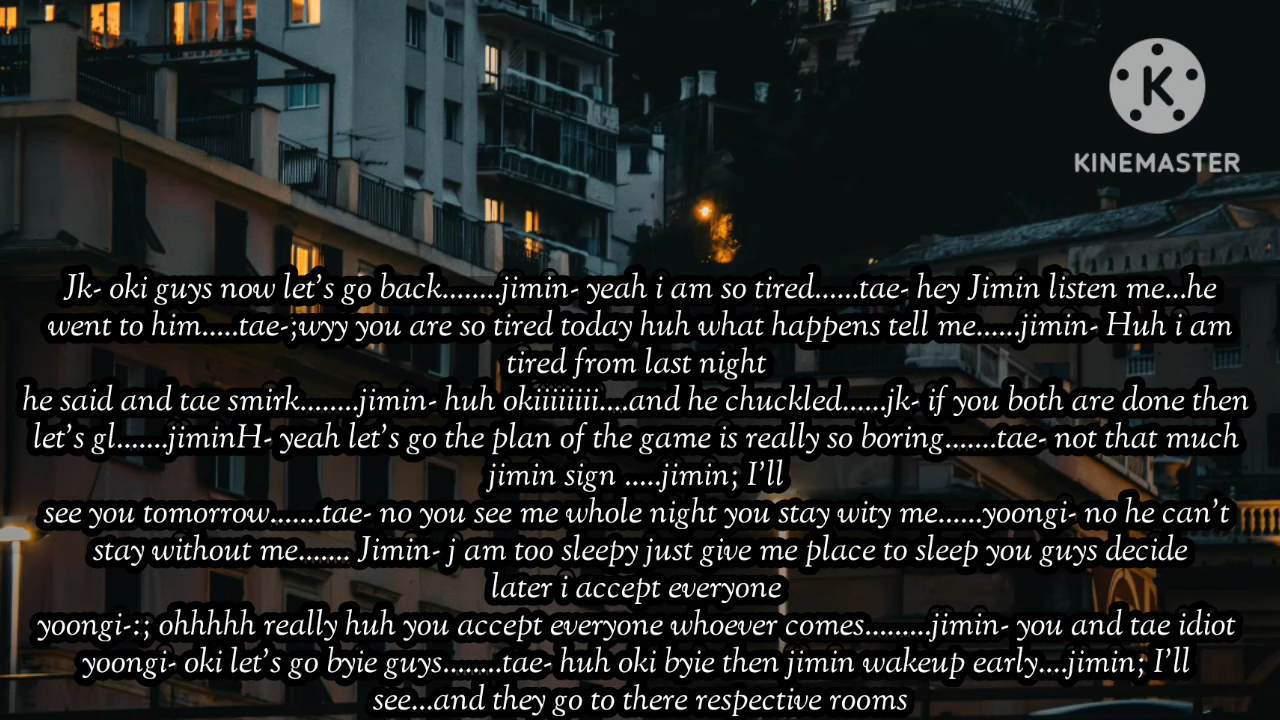 KINEMASTER
Jk- oki guys now let's go back........jimin- yeah i am so tired......tae- hey Jimin listen me...he
went to him.....tae-;wyy you are so tired today huh what happens tell me......jimin- Huh i am
tired from last night
he said and tae smirk........jimin- huh okiiiiiiii....and he chuckled......jk- if you both are done then
let's gl.......jiminH- yeah let's go the plan of the game is really so boring.......tae- not that much
jimin sign .....jimin; I'll
see you tomorrow.......tae- no you see me whole night you stay wity me......yoongi- no he can't
stay without me....... Jimin- j am too sleepy just give me place to sleep you guys decide
later i accept everyone
yoongi-:; ohhhhh really huh you accept everyone whoever comes.........jimin- you and tae idiot
yoongi- oki let's go byie guys........tae- huh oki byie then jimin wakeup early....jimin; I'll
see...and they go to there respective rooms